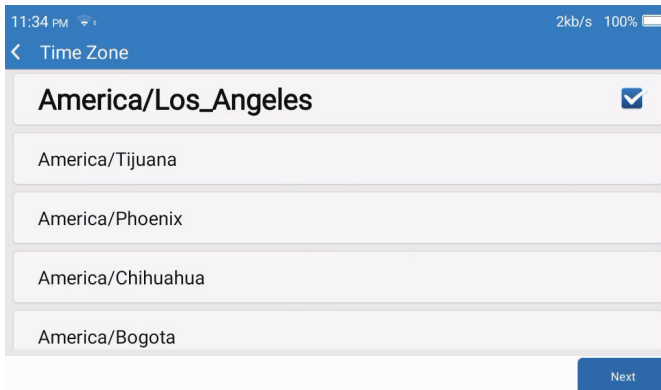 11:34 PM 2kb/s 100%
Time Zone
America/Los_Angeles
America/Tijuana
America/Phoenix
America/Chihuahua
America/Bogota
Next